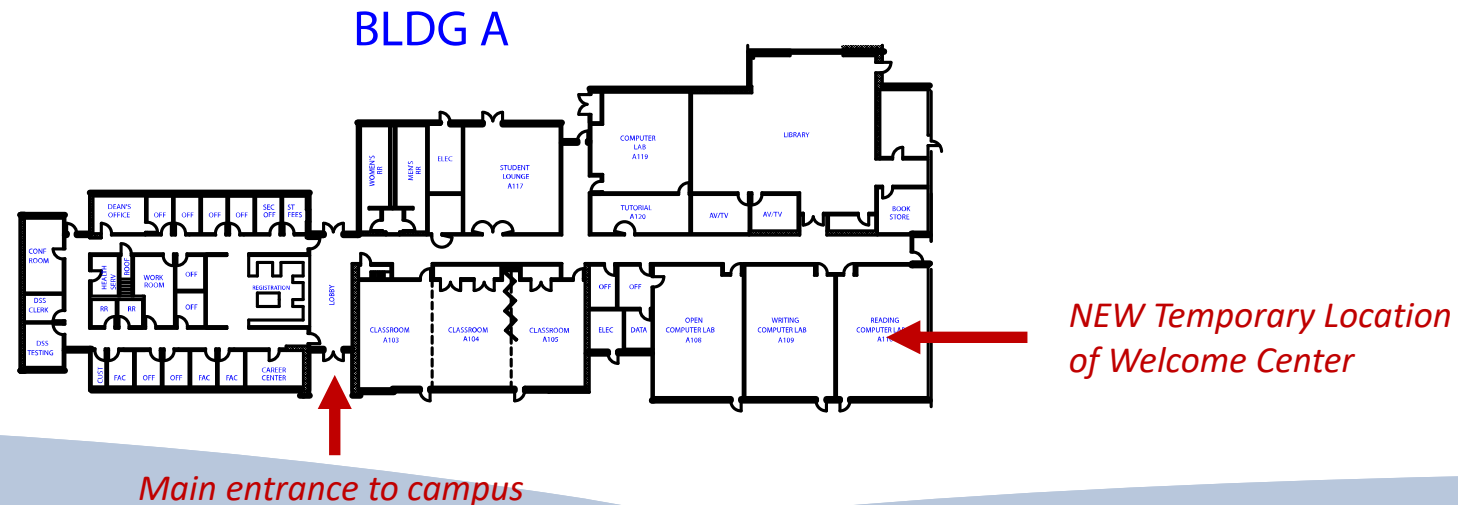 BLDG A
WOMEN'S
RR
MEN'S
RR
ELEC
STUDENT
LOUNGE
A117
COMPUTER
LAB
A119
LIBRARY
TUTORIAL
A120
AV/TV
AV/TV
BOOK
STORE
DEAN'S
OFFICE
OFF
OFF
OFF
OFF
SEC
OFF
ST
FEES
CONF
ROOM
HEALEH
SERV
ROOF
WORK
ROOM
OFF
OFF
REGISTRATION
LOBBY
RR
RR
DSS
CLERK
DSS
TESTING
CUST
FAC
OFF
OFF
FAC
FAC
CAREER
CENTER
CLASSROOM
A103
CLASSROOM
A104
CLASSROOM
A105
OFF
OFF
ELEC
DATA
OPEN
COMPUTER LAB
A108
WRITING
COMPUTER LAB
A109
READING
COMPUTER LAB
NEW Temporary Location
of Welcome Center
Main entrance to campus